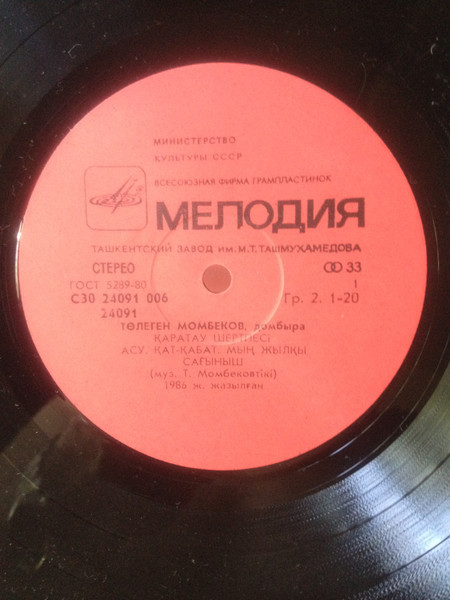 МИНИСТЕРСТВО
КУЛЬТУРЫ СССР
ВСЕСОЮЗНАЯ ФИРМА ГРАМПЛАСТИНОК
МЕЛОДИЯ
ТАШКЕНТСКИЙ ЗАВОД ИМ. М.Т. ТАШМУХАМЕДОВА
СТЕРЕО 33
ГОСТ 5289-80 1
С30 24091 006 Гр. 2. 1-20
24091
ТӨЛЕГЕН МОМБЕКОВ, домбыра
ҚАРАТАУ ШЕРТПЕСІ
АСУ. ҚАТ-ҚАБАТ. МЫҢ ЖЫЛҚЫ
САҒЫНЫШ
(муз. Т. Момбековтікі)
1986 ж. жазылған